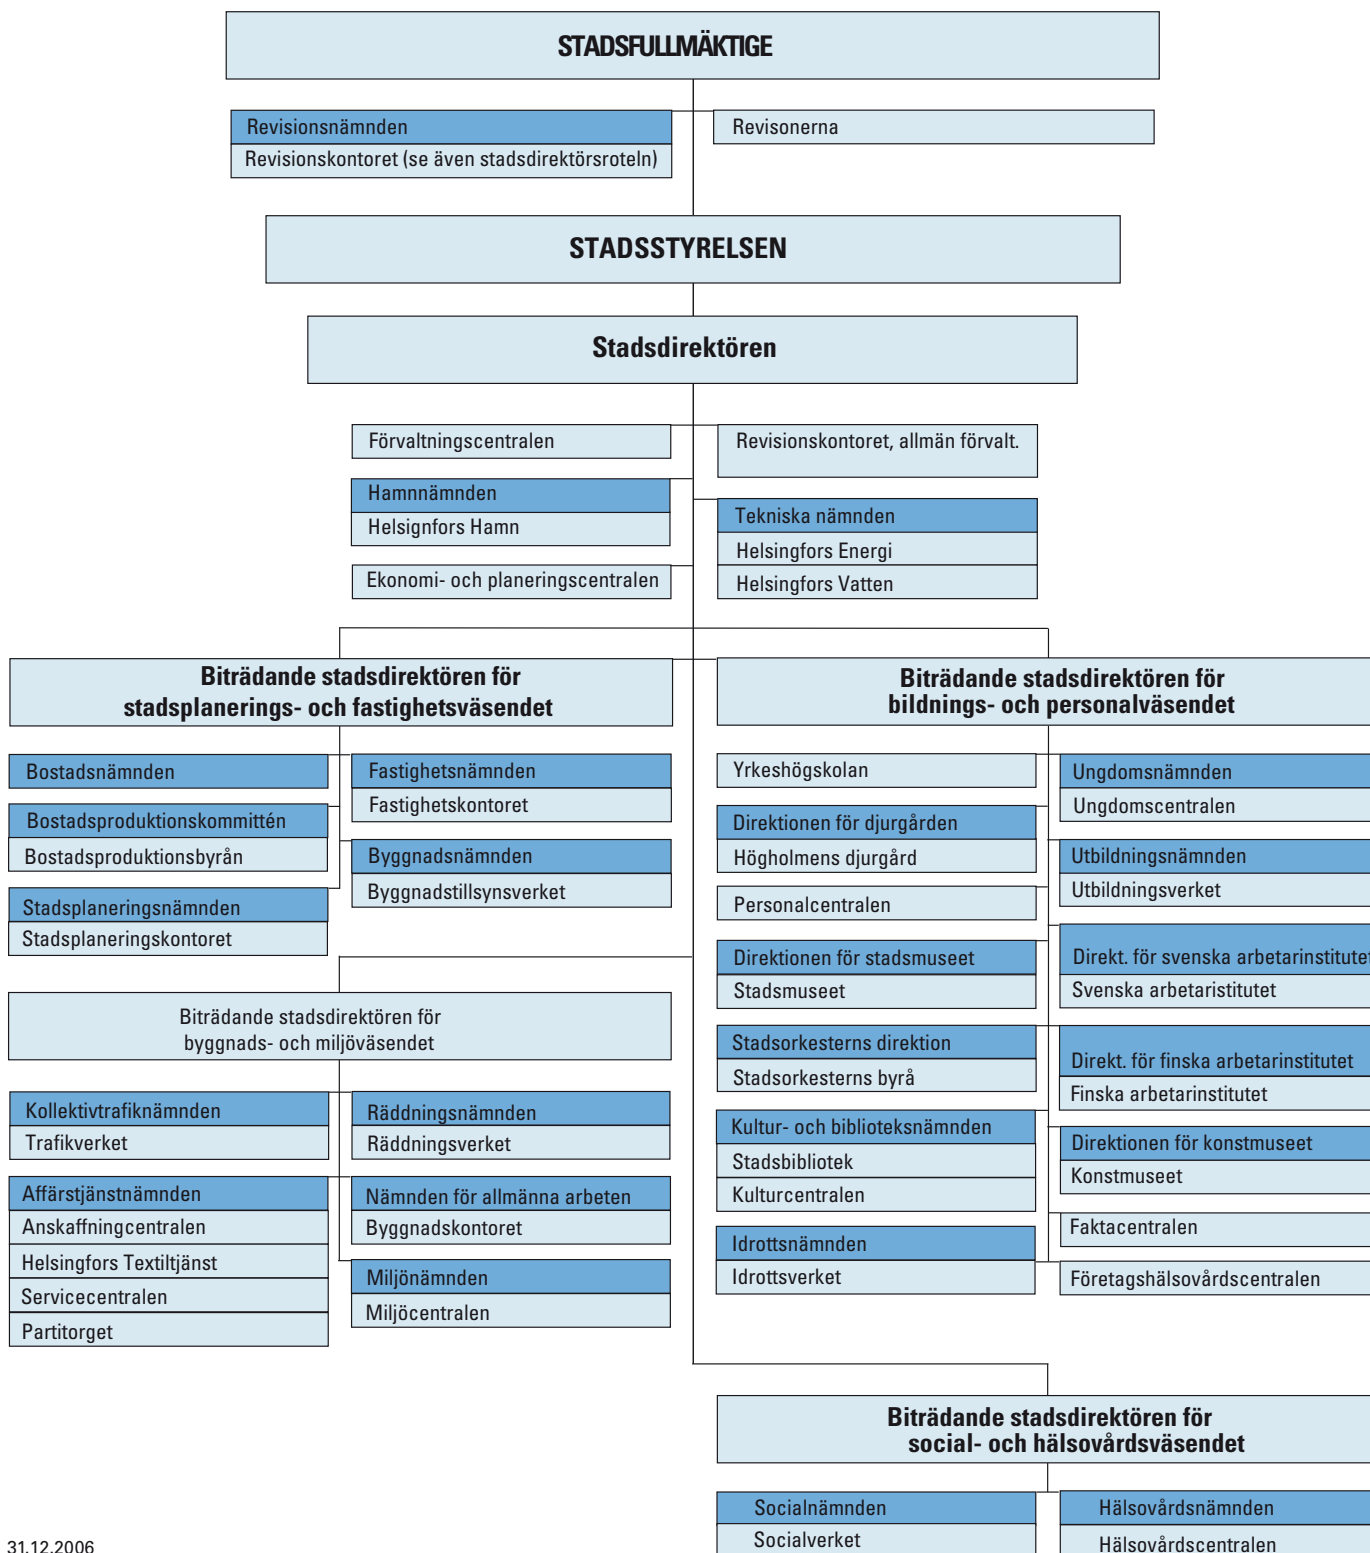 STADSFULLMÄKTIGE
Revisionsnämnden
Revisionskontoret (se även stadsdirektörsroteln)
Revisonerna
STADSSTYRELSEN
Stadsdirektören
Förvaltningscentralen
Revisionskontoret, allmän förvalt.
Hamnnämnden
Helsignfors Hamn
Tekniska nämnden
Helsingfors Energi
Helsingfors Vatten
Ekonomi- och planeringscentralen
Biträdande stadsdirektören för
stadsplanerings- och fastighetsväsendet
Bostadsnämnden
Bostadsproduktionskommittén
Bostadsproduktionsbyrån
Stadsplaneringsnämnden
Stadsplaneringskontoret
Fastighetsnämnden
Fastighetskontoret
Byggnadsnämnden
Byggnadstillsynsverket
Biträdande stadsdirektören för
byggnads- och miljöväsendet
Kollektivtrafiknämnden
Trafikverket
Affärstjänstnämnden
Anskaffningcentralen
Helsingfors Textiltjänst
Servicecentralen
Partitorget
Räddningsnämnden
Räddningsverket
Nämnden för allmänna arbeten
Byggnadskontoret
Miljönämnden
Miljöcentralen
Biträdande stadsdirektören för
bildnings- och personalväsendet
Yrkeshögskolan
Direktionen för djurgården
Högholmens djurgård
Personalcentralen
Direktionen för stadsmuseet
Stadsmuseet
Stadsorkesterns direktion
Stadsorkesterns byrå
Kultur- och biblioteksnämnden
Stadsbibliotek
Kulturcentralen
Idrottsnämnden
Idrottsverket
Ungdomsnämnden
Ungdomscentralen
Utbildningsnämnden
Utbildningsverket
Direkt. för svenska arbetarinstitutet
Svenska arbetaristitutet
Direkt. för finska arbetarinstitutet
Finska arbetarinstitutet
Direktionen för konstmuseet
Konstmuseet
Faktacentralen
Företagshälsovårdscentralen
Biträdande stadsdirektören för
social- och hälsovårdsväsendet
Socialnämnden
Socialverket
Hälsovårdsnämnden
Hälsovårdscentralen
31.12.2006